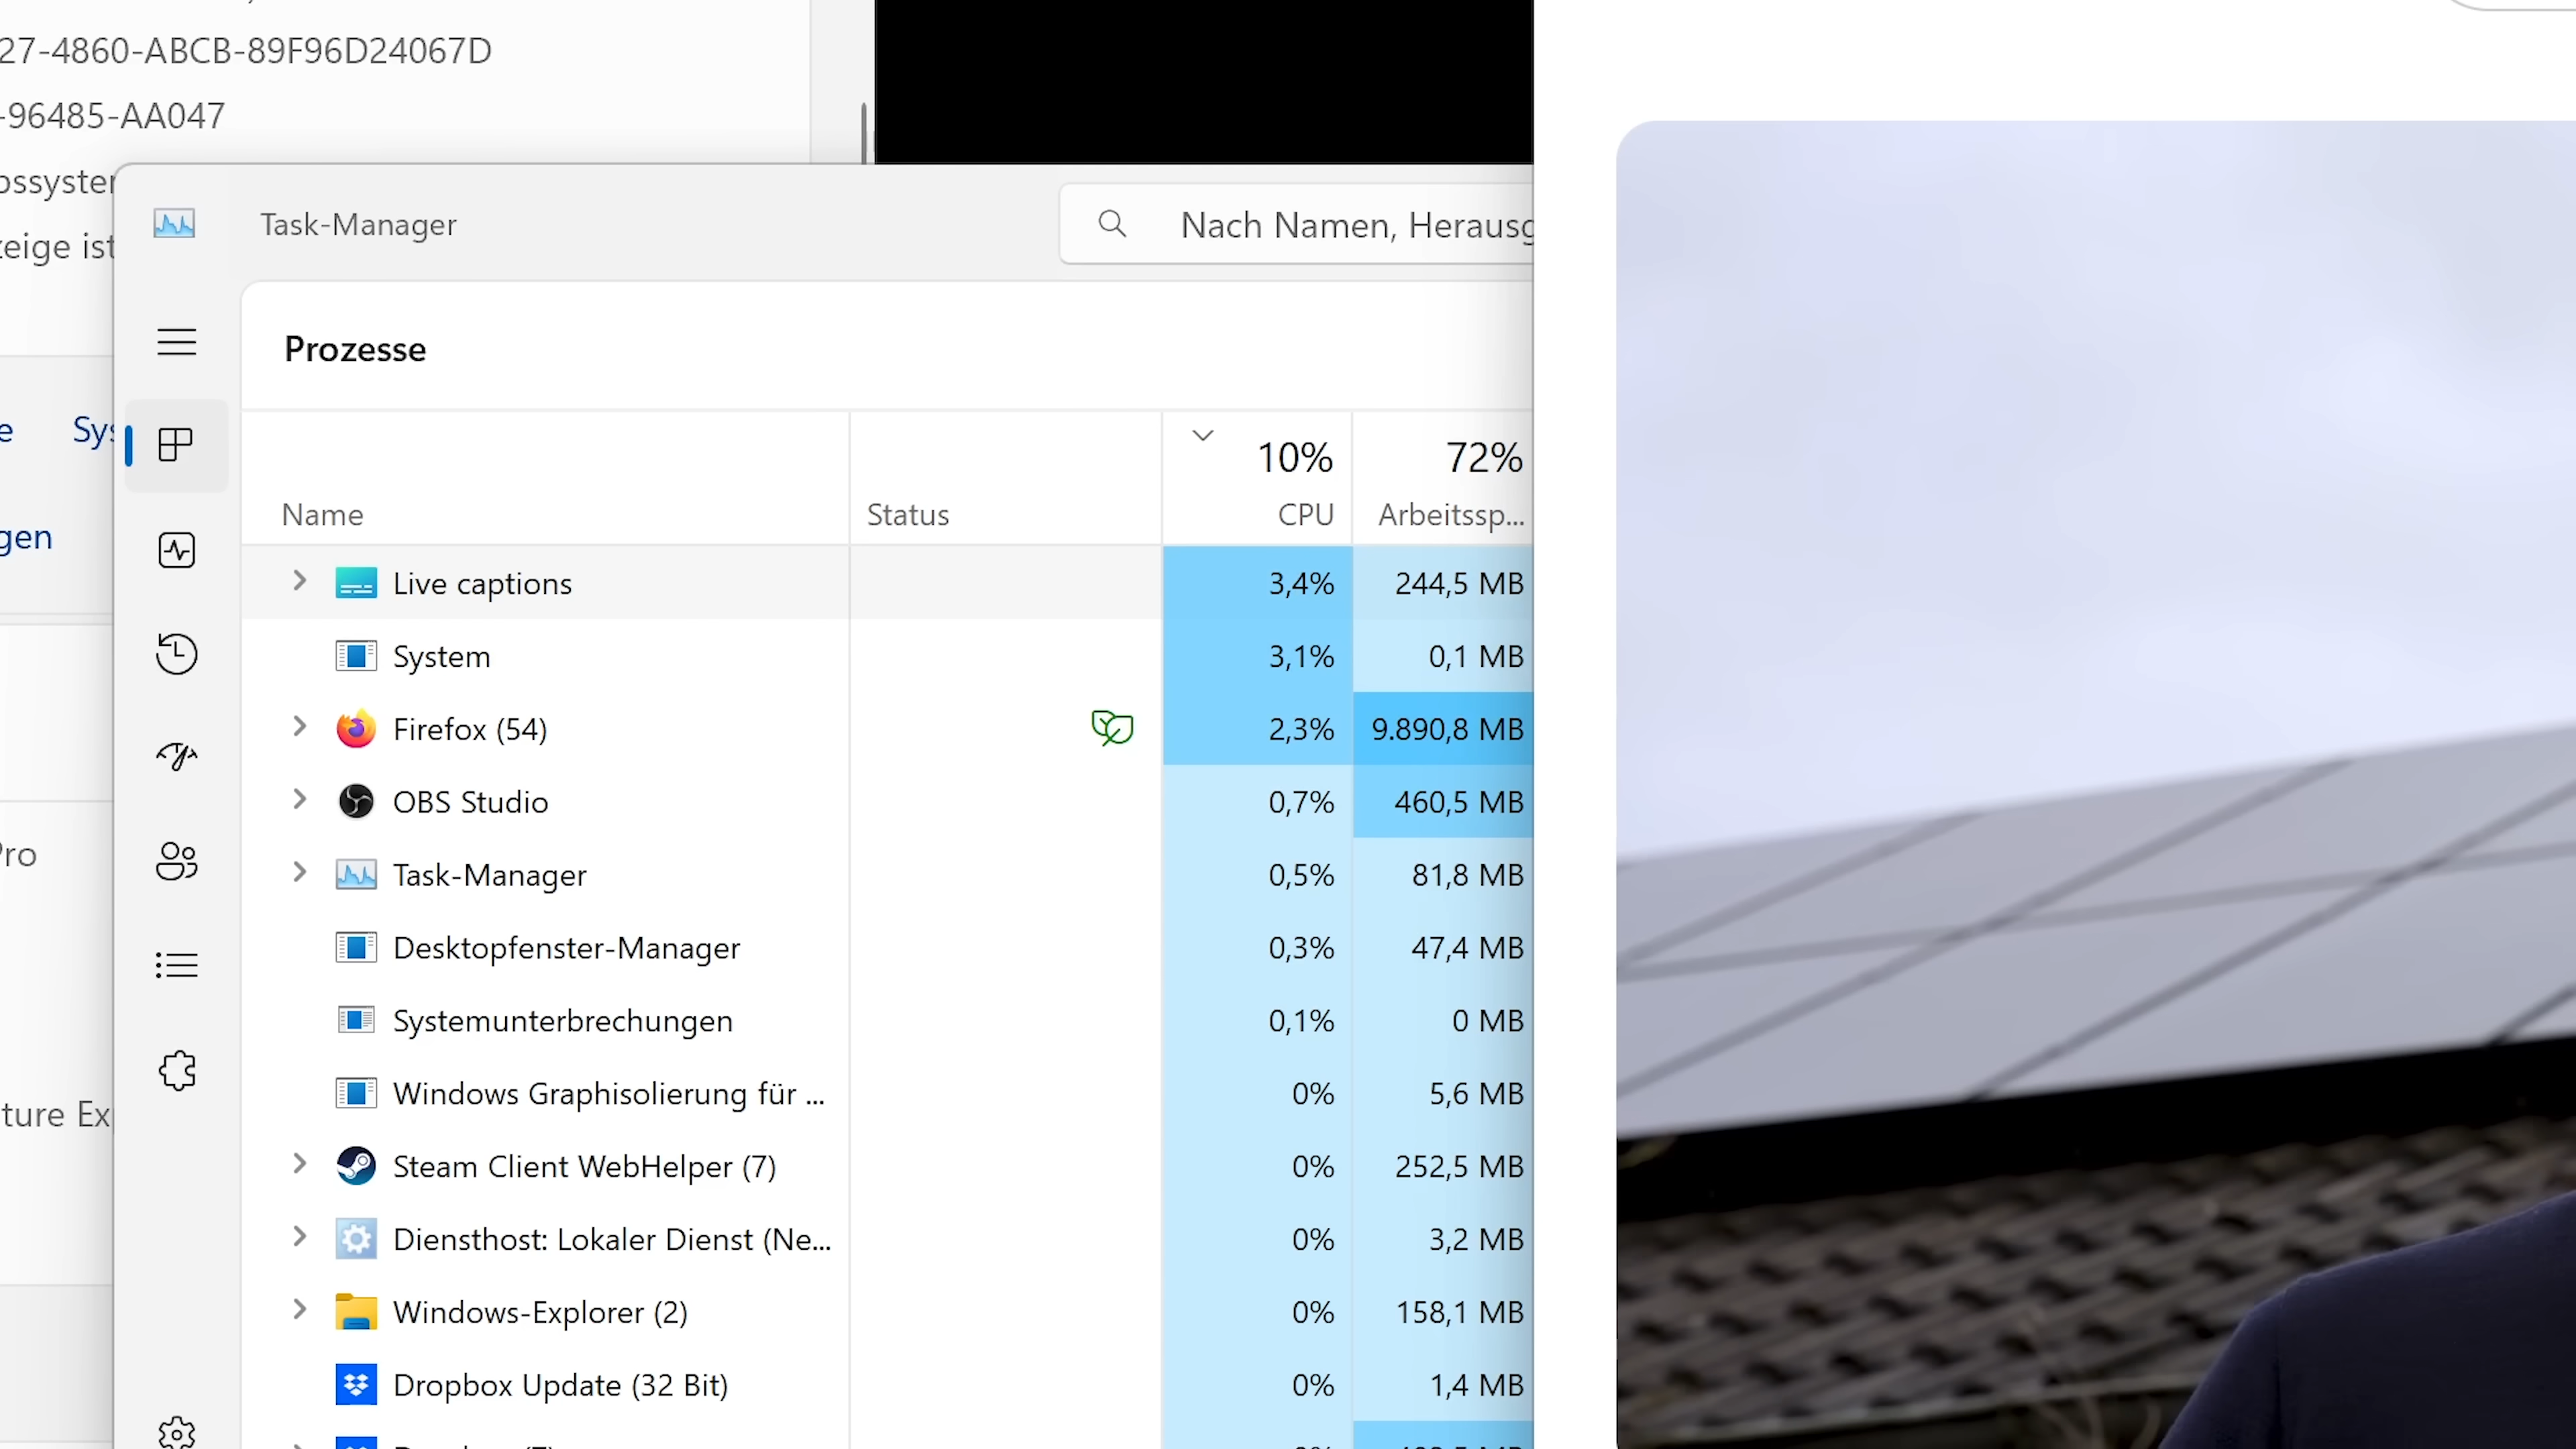 27-4860-ABCB-89F96D24067D
-96485-AA047
Task-Manager
Nach Namen, Herausg
eige ist
Prozesse
e Sys
10% 72%
Name Status CPU Arbeitssp...
gen
Live captions 3,4% 244,5 MB
System 3,1% 0,1 MB
Firefox (54) 2,3% 9.890,8 MB
OBS Studio 0,7% 460,5 MB
Pro
Task-Manager 0,5% 81,8 MB
Desktopfenster-Manager 0,3% 47,4 MB
Systemunterbrechungen 0,1% 0 MB
Windows Graphisolierung für ... 0% 5,6 MB
ture Ex
Steam Client WebHelper (7) 0% 252,5 MB
Diensthost: Lokaler Dienst (Ne... 0% 3,2 MB
Windows-Explorer (2) 0% 158,1 MB
Dropbox Update (32 Bit) 0% 1,4 MB